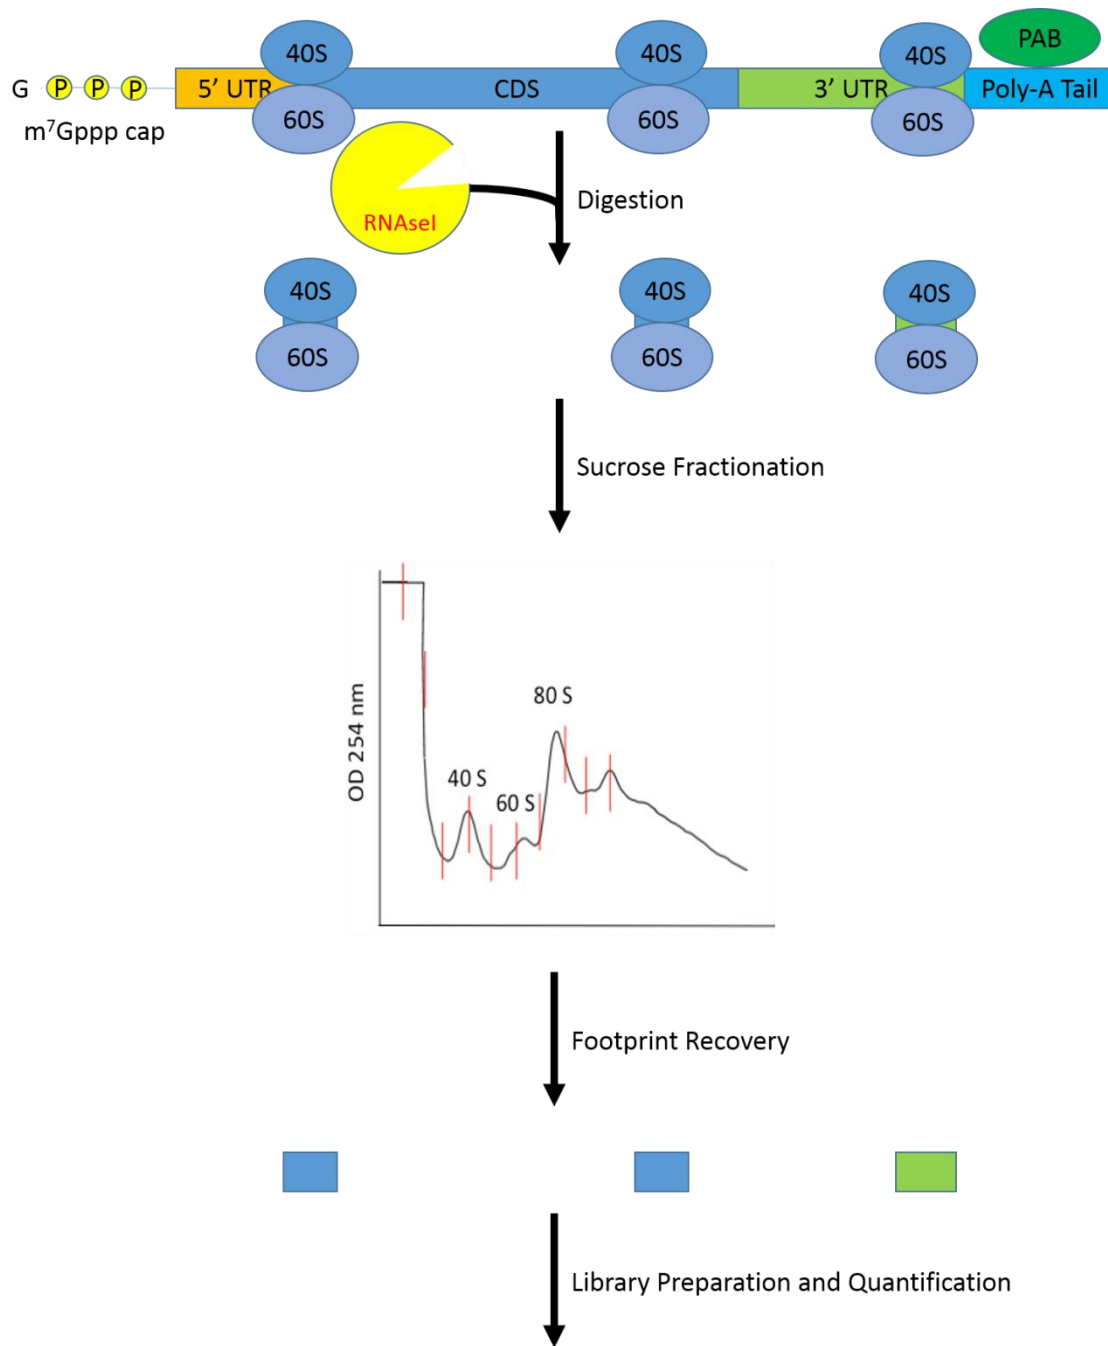 40S 40S 40S PAB
G P P P 5' UTR CDS 3' UTR Poly-A Tail
60S 60S 60S
m⁷Gppp cap
RNAseI
Digestion
40S 40S 40S
60S 60S 60S
Sucrose Fractionation
OD 254 nm
80 S
40 S
60 S
Footprint Recovery
Library Preparation and Quantification